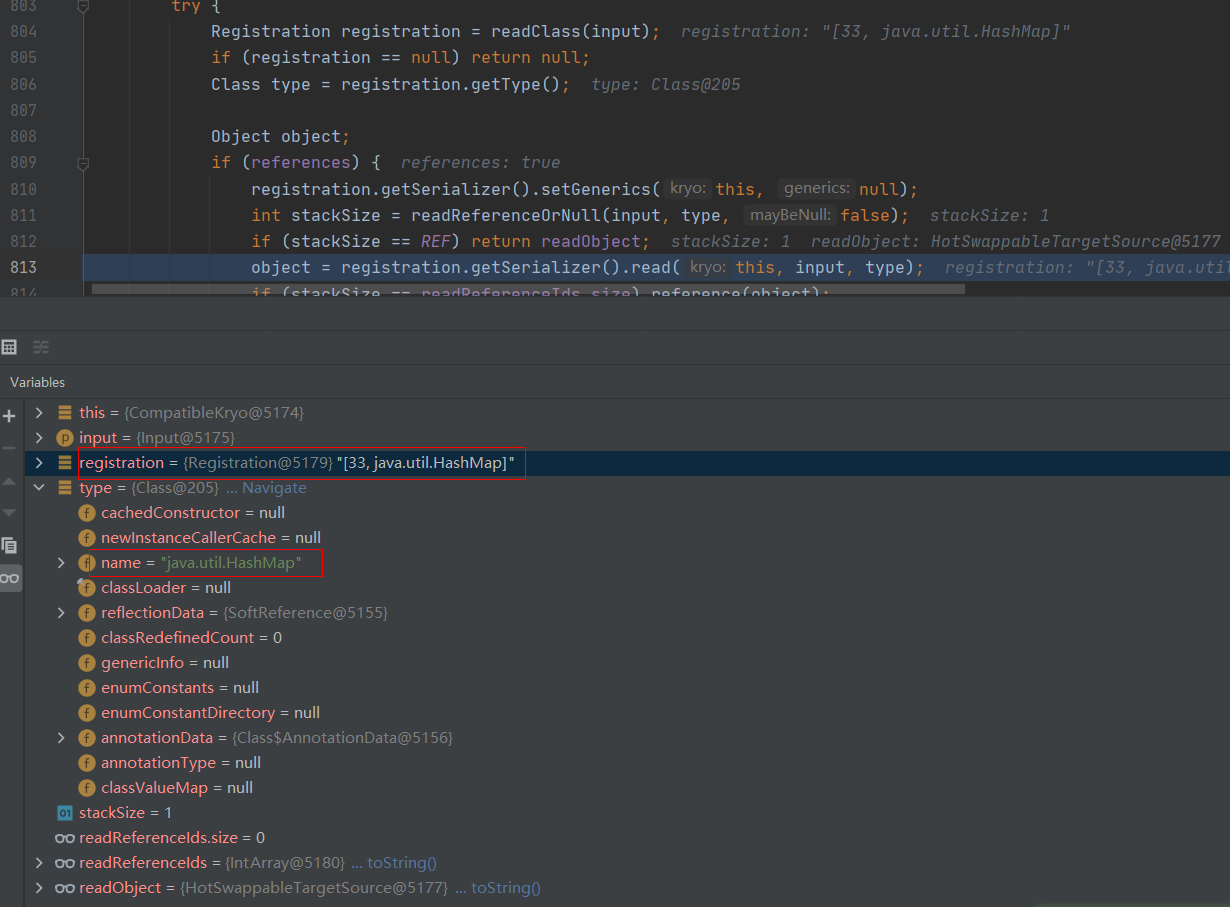 803 try {
804 Registration registration = readClass(input); registration: "[33, java.util.HashMap]"
805 if (registration == null) return null;
806 Class type = registration.getType(); type: Class@205
807
808 Object object;
809 if (references) { references: true
810 registration.getSerializer().setGenerics( kryo: this, generics: null);
811 int stackSize = readReferenceOrNull(input, type, mayBeNull: false); stackSize: 1
812 if (stackSize == REF) return readObject; stackSize: 1 readObject: HotSwappableTargetSource@5177
813 object = registration.getSerializer().read( kryo: this, input, type); registration: "[33, java.util
814 if (stackSize == readReferenceIds.size) reference(object);
Variables
this = {CompatibleKryo@5174}
p input = {Input@5175}
registration = {Registration@5179} "[33, java.util.HashMap]"
type = {Class@205} ... Navigate
f cachedConstructor = null
f newInstanceCallerCache = null
f name = "java.util.HashMap"
f classLoader = null
f reflectionData = {SoftReference@5155}
f classRedefinedCount = 0
f genericInfo = null
f enumConstants = null
f enumConstantDirectory = null
f annotationData = {Class$AnnotationData@5156}
f annotationType = null
f classValueMap = null
01 stackSize = 1
readReferenceIds.size = 0
readReferenceIds = {IntArray@5180} ... toString()
readObject = {HotSwappableTargetSource@5177} ... toString()